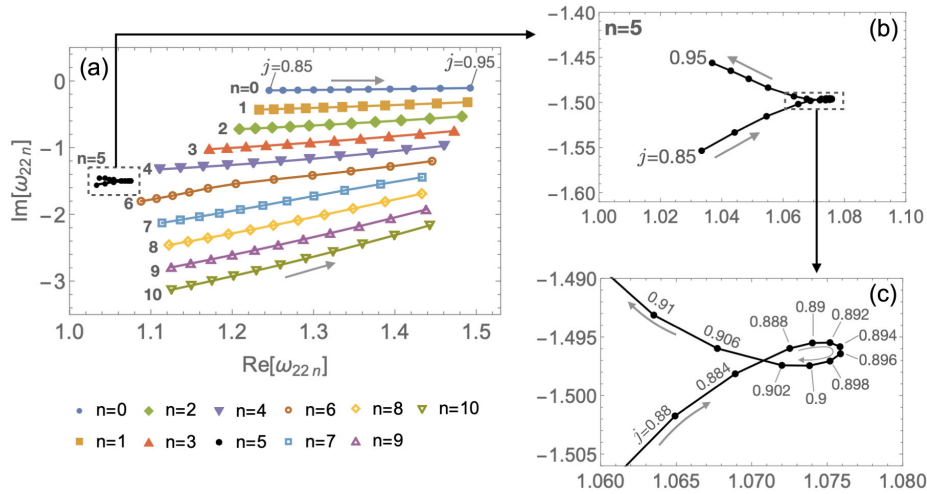 (a)
j=0.85
j=0.95
n=0
1
2
3
4
n=5
6
7
8
9
10
0
−1
−2
−3
Im[ω22 n]
1.0 1.1 1.2 1.3 1.4 1.5
Re[ω22 n]
n=0 n=2 n=4 n=6 n=8 n=10
n=1 n=3 n=5 n=7 n=9
n=5
(b)
0.95
j=0.85
−1.40
−1.45
−1.50
−1.55
−1.60
1.00 1.02 1.04 1.06 1.08 1.10
(c)
0.91
0.906
0.888
0.89
0.892
0.894
0.896
0.898
0.9
0.902
0.884
j=0.88
−1.490
−1.495
−1.500
−1.505
1.060 1.065 1.070 1.075 1.080